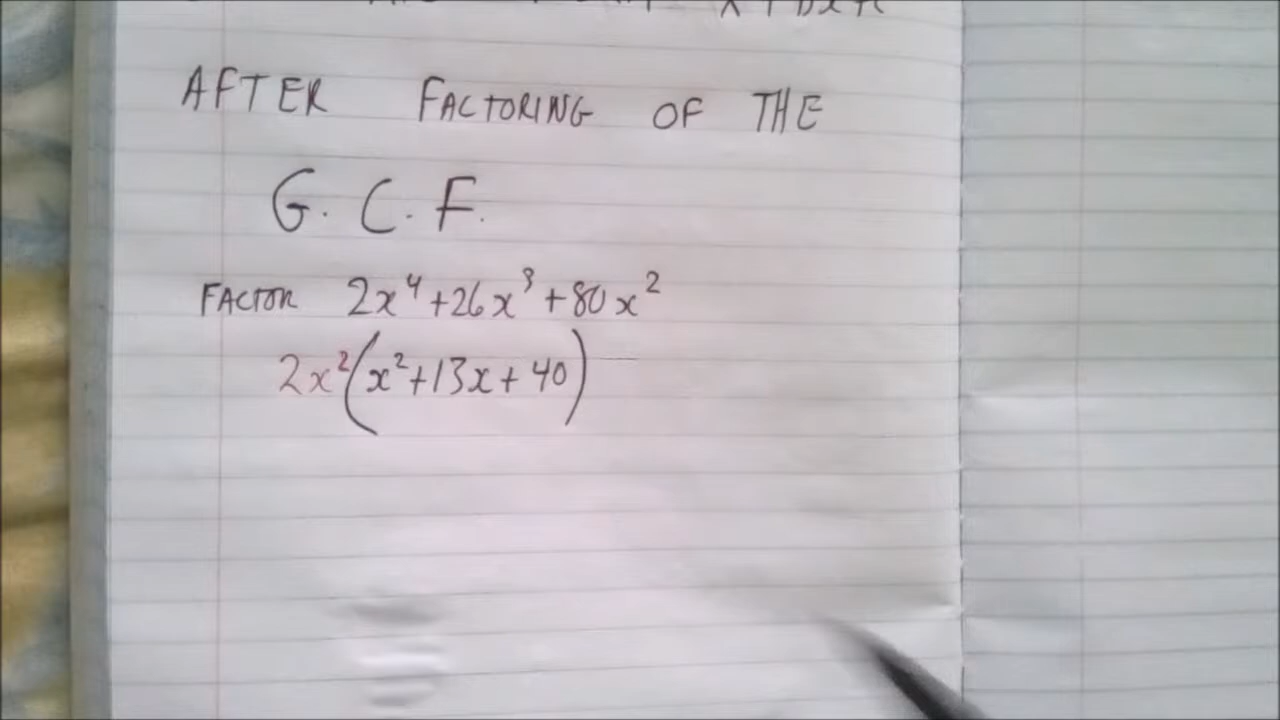 AFTER FACTORING OF THE
G. C. F.
FACTOR 2x⁴+26x³+80x²
2x²(x²+13x+40)